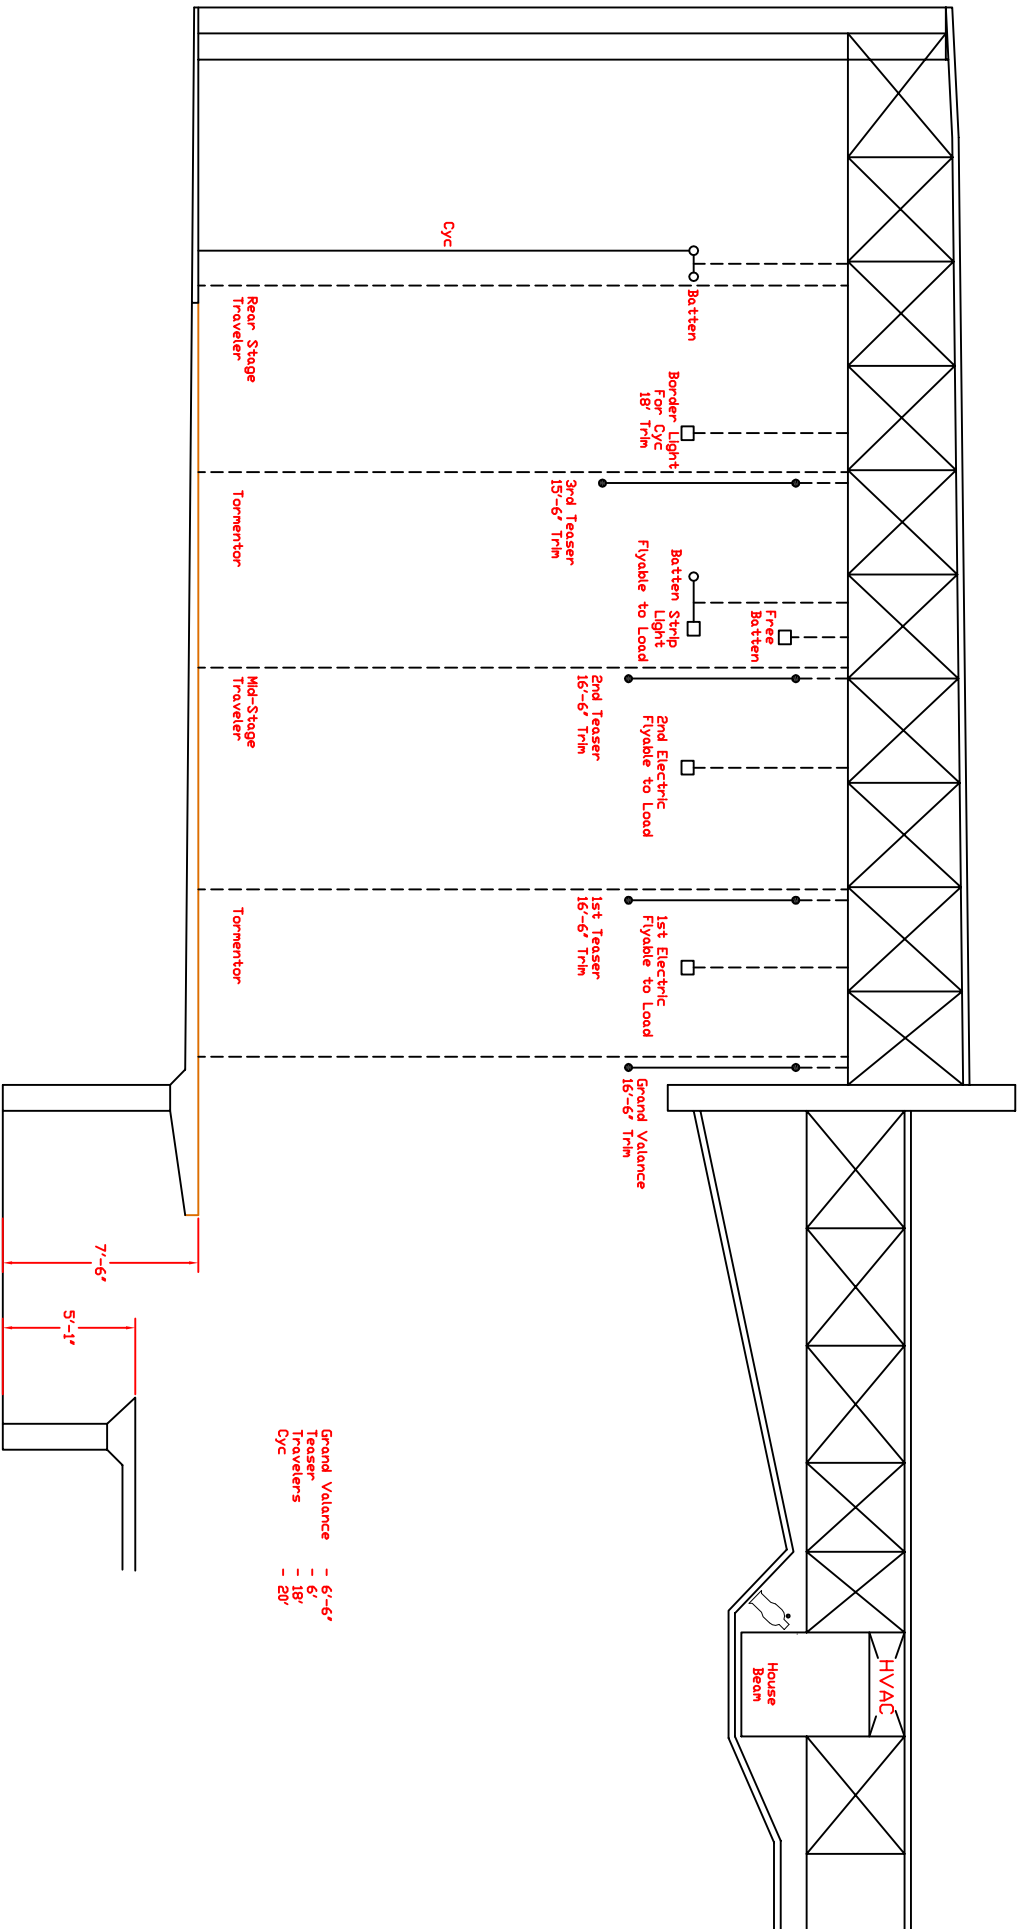 Cyc
Batten
Rear Stage
Traveler
Border Light
For Cyc
18' Trim
Tormentor
3rd Teaser
15'-6" Trim
Batten Strip
Light
Flyable to Load
Free
Batten
Mid-Stage
Traveler
2nd Teaser
16'-6" Trim
2nd Electric
Flyable to Load
Tormentor
1st Teaser
16'-6" Trim
1st Electric
Flyable to Load
Grand Valance
16'-6" Trim
7'-6"
5'-1"
Grand Valance - 6'-6"
Teaser - 6'
Travelers - 18'
Cyc - 20'
HVAC
House
Beam